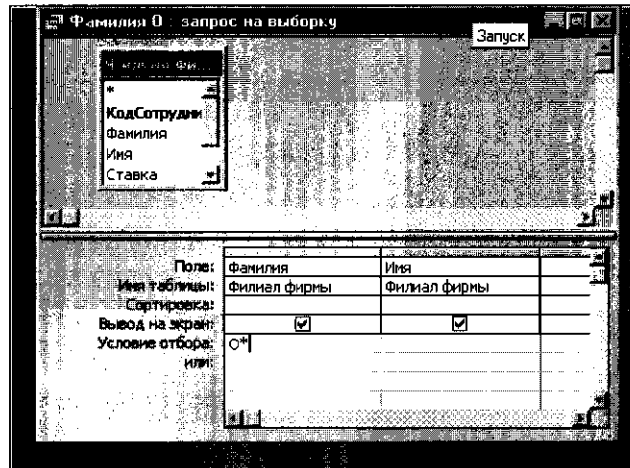 Фамилия О : запрос на выборку
Запуск
*
КодСотрудни
Фамилия
Имя
Ставка
Поле: Фамилия Имя
Имя таблицы: Филиал фирмы Филиал фирмы
Сортировка:
Вывод на экран:
Условие отбора: О*
или: